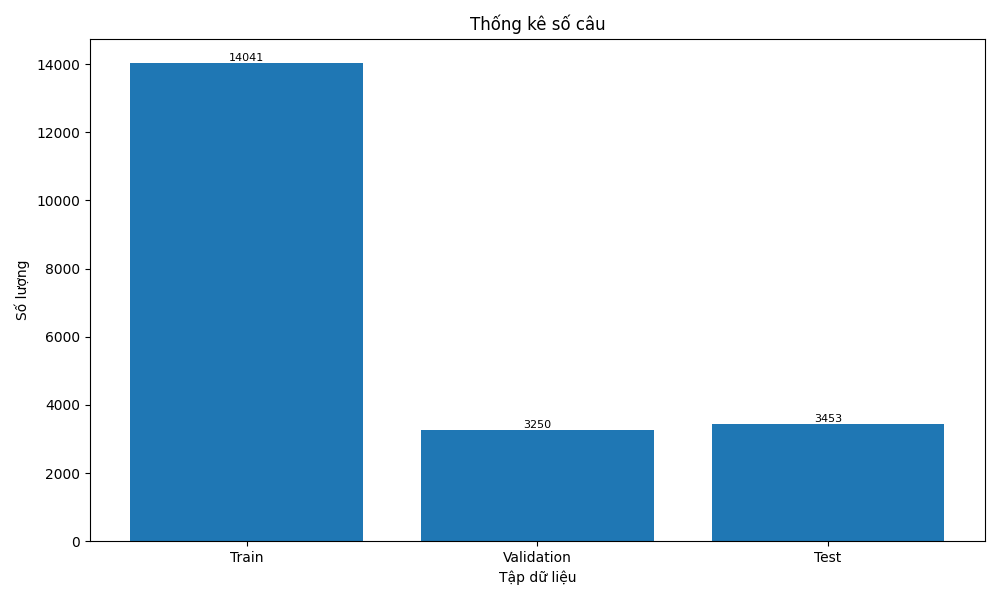 Thống kê số câu
Số lượng
14000
12000
10000
8000
6000
4000
2000
0
14041
3250
3453
Train
Validation
Test
Tập dữ liệu